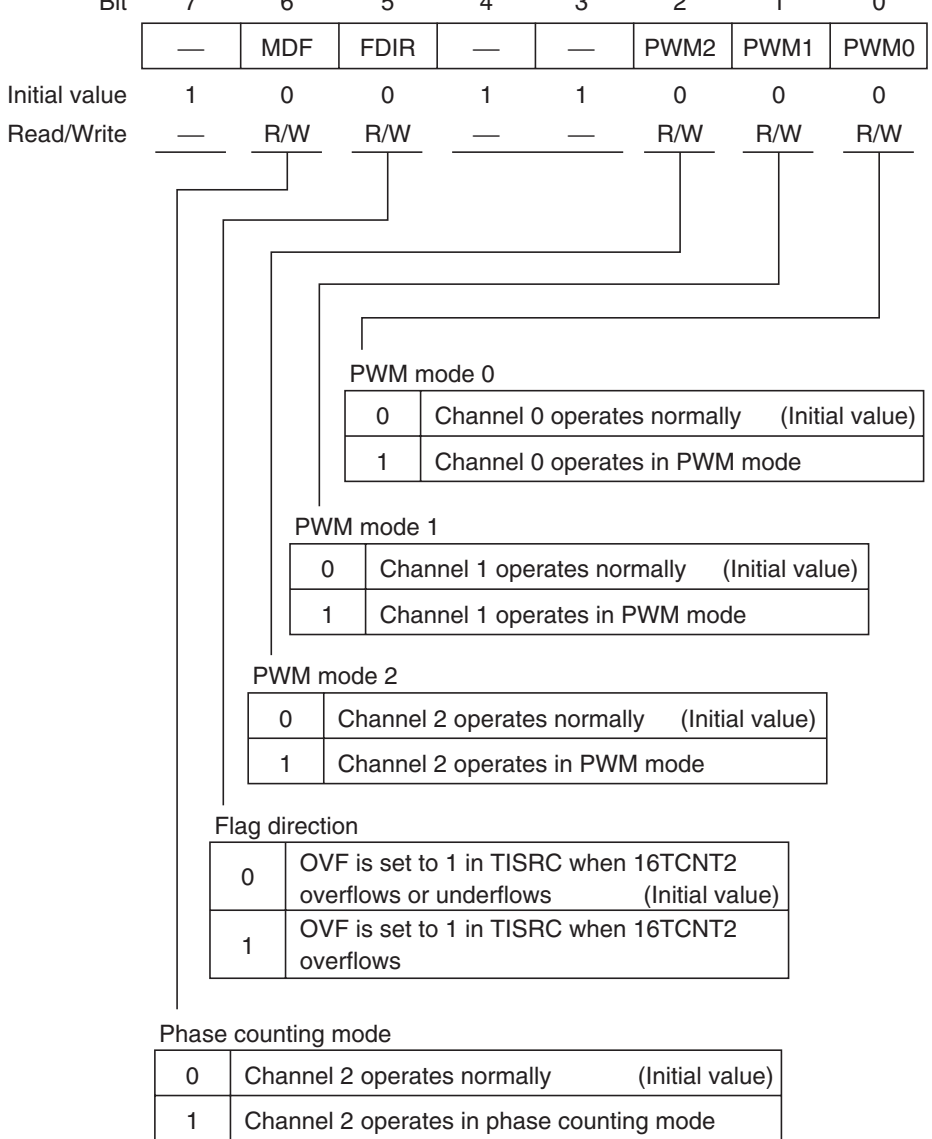 Bit 7 6 5 4 3 2 1 0
— MDF FDIR — — PWM2 PWM1 PWM0
Initial value 1 0 0 1 1 0 0 0
Read/Write — R/W R/W — — R/W R/W R/W
PWM mode 0
0 Channel 0 operates normally (Initial value)
1 Channel 0 operates in PWM mode
PWM mode 1
0 Channel 1 operates normally (Initial value)
1 Channel 1 operates in PWM mode
PWM mode 2
0 Channel 2 operates normally (Initial value)
1 Channel 2 operates in PWM mode
Flag direction
0 OVF is set to 1 in TISRC when 16TCNT2
overflows or underflows (Initial value)
1 OVF is set to 1 in TISRC when 16TCNT2
overflows
Phase counting mode
0 Channel 2 operates normally (Initial value)
1 Channel 2 operates in phase counting mode